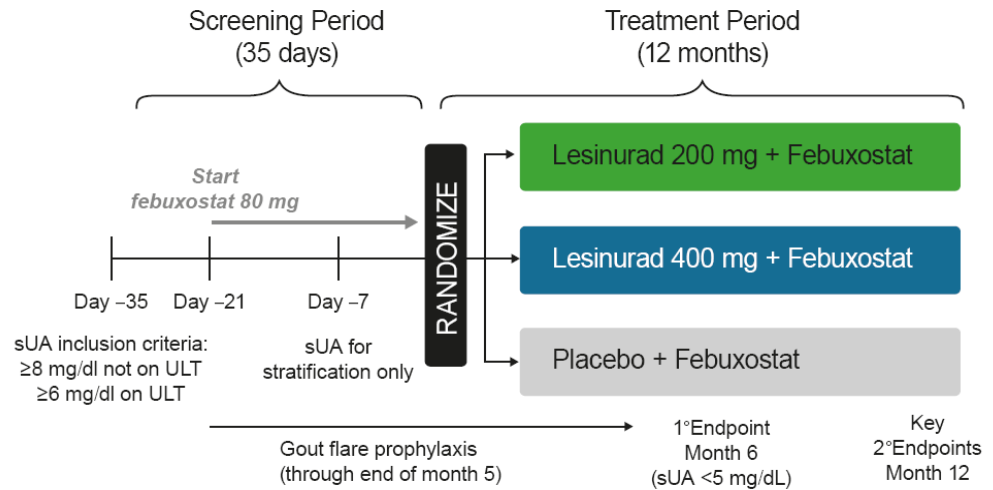 Screening Period
(35 days)
Treatment Period
(12 months)
Start
febuxostat 80 mg
RANDOMIZE
Lesinurad 200 mg + Febuxostat
Lesinurad 400 mg + Febuxostat
Placebo + Febuxostat
Day –35
Day –21
Day –7
sUA inclusion criteria:
≥8 mg/dl not on ULT
≥6 mg/dl on ULT
sUA for
stratification only
Gout flare prophylaxis
(through end of month 5)
1°Endpoint
Month 6
(sUA <5 mg/dL)
Key
2°Endpoints
Month 12